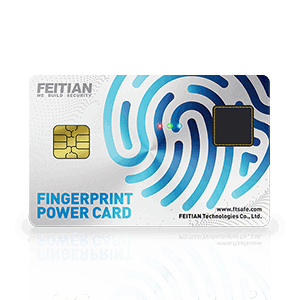 FEITIAN
WE BUILD SECURITY
FINGERPRINT
POWER CARD
www.ftsafe.com
FEITIAN Technologies Co., Ltd.